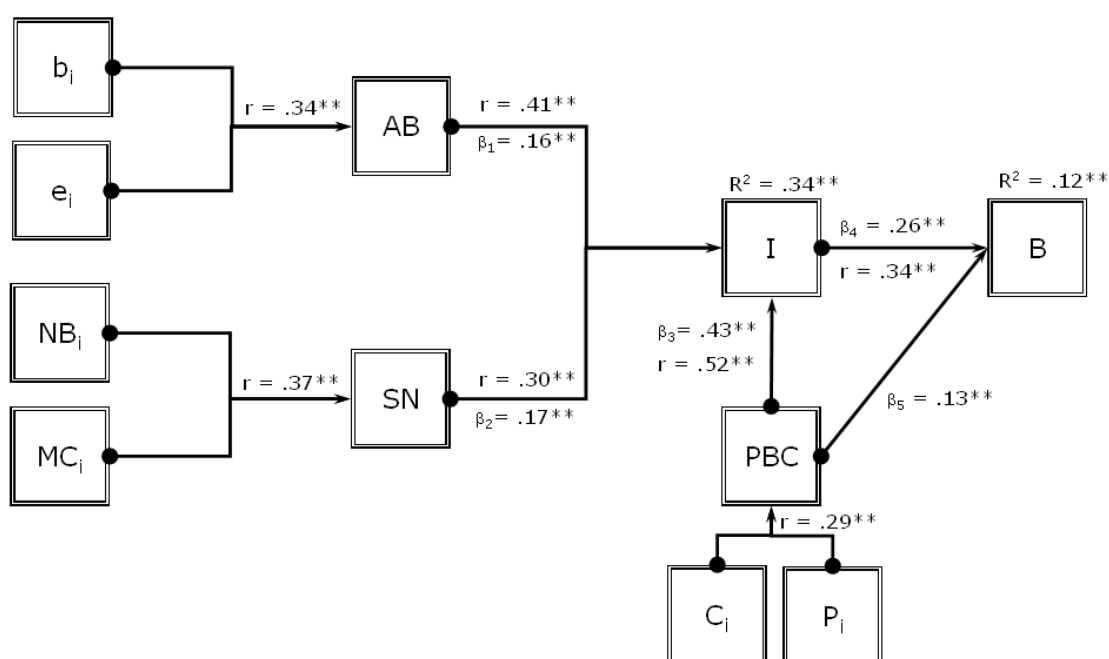 bᵢ
eᵢ
r = .34**
AB
r = .41**
β₁= .16**
NBᵢ
MCᵢ
r = .37**
SN
r = .30**
β₂= .17**
R² = .34**
I
β₄ = .26**
r = .34**
R² = .12**
B
β₃= .43**
r = .52**
β₅ = .13**
PBC
r = .29**
Cᵢ
Pᵢ